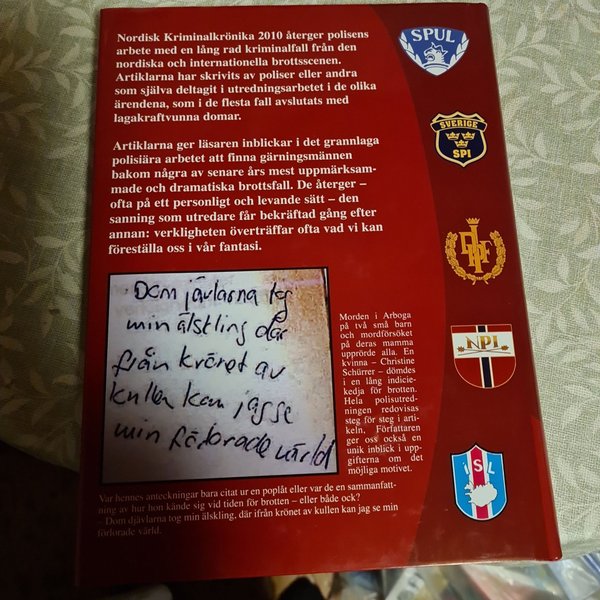 Nordisk Kriminalkrönika 2010 återger polisens
arbete med en lång rad kriminalfall från den
nordiska och internationella brottsscenen.
Artiklarna har skrivits av poliser eller andra
som själva deltagit i utredningsarbetet i de olika
ärendena, som i de flesta fall avslutats med
lagakraftvunna domar.
Artiklarna ger läsaren inblickar i det grannlaga
polisiära arbetet att finna gärningsmännen
bakom några av senare års mest uppmärksam-
made och dramatiska brottsfall. De återger –
ofta på ett personligt och levande sätt – den
sanning som utredare får bekräftad gång efter
annan: verkligheten överträffar ofta vad vi kan
föreställa oss i vår fantasi.
SPUL
SVERIGE
SPI
NPI
ISL
Dom jävlarna tog
min älstkling där
från krönet av
kullen kan jag se
min förlorade värld
Morden i Arboga
på två små barn
och mordförsöket
på deras mamma
upprörde alla. En
kvinna – Christine
Schürrer – dömdes
i en lång indicie-
kedja för brotten.
Hela polisutred-
ningen redovisas
steg för steg i arti-
keln. Författaren
ger oss också en
unik inblick i upp-
gifterna om det
möjliga motivet.
Var hennes anteckningar bara citat ur en poplåt eller var de en sammanfatt-
ning av hur hon kände sig vid tiden för brotten – eller både ock?
– Dom djävlarna tog min älskling, där ifrån krönet av kullen kan jag se min
förlorade värld.